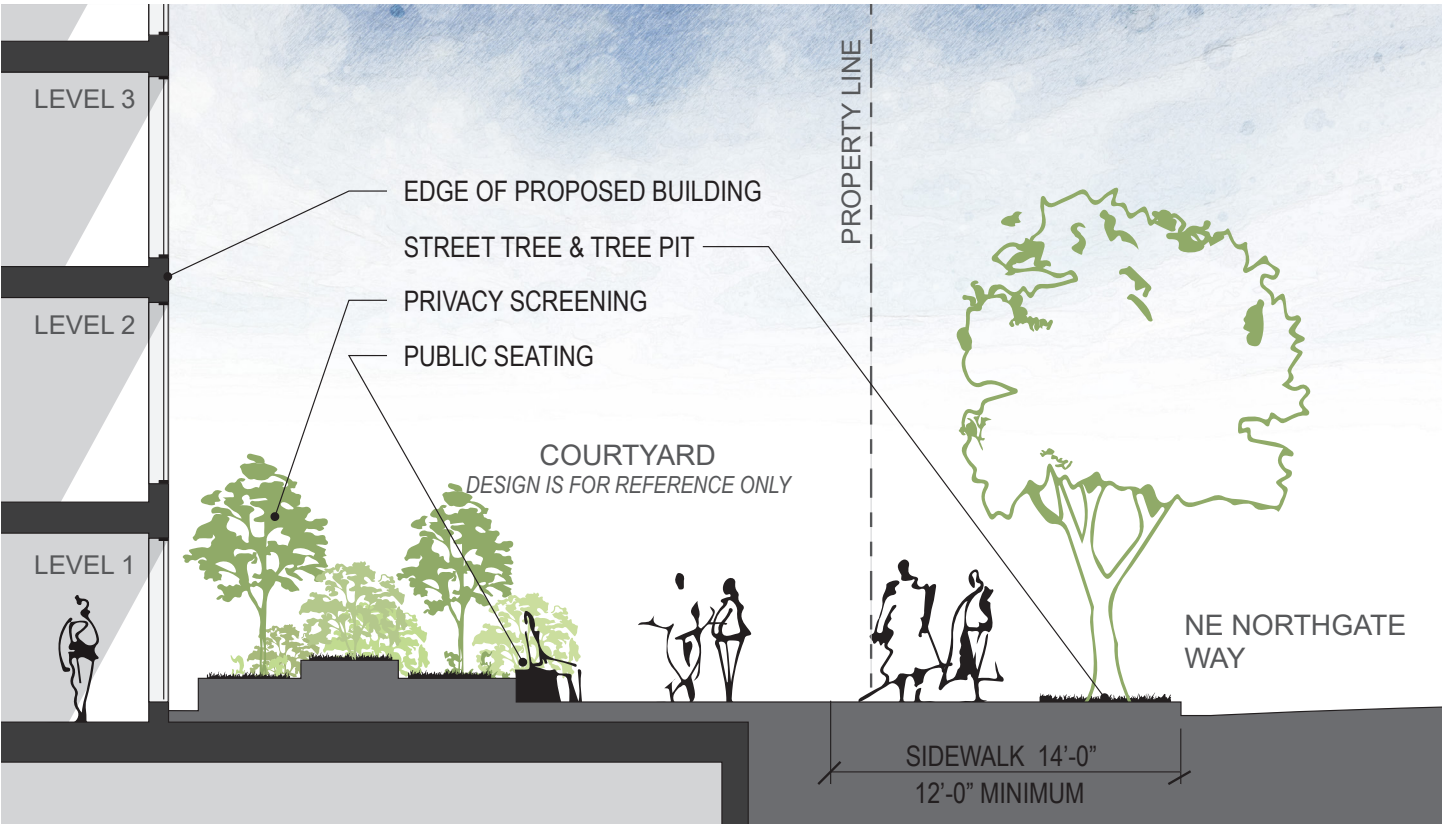 LEVEL 3
PROPERTY LINE
EDGE OF PROPOSED BUILDING
STREET TREE & TREE PIT
PRIVACY SCREENING
LEVEL 2
PUBLIC SEATING
COURTYARD
DESIGN IS FOR REFERENCE ONLY
LEVEL 1
NE NORTHGATE
WAY
SIDEWALK 14’-0”
12’-0” MINIMUM